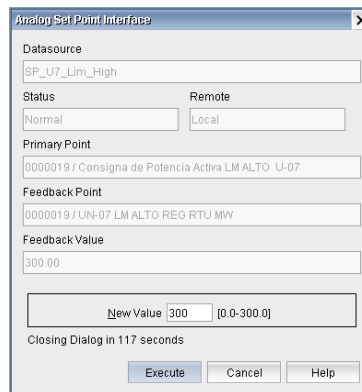 Analog Set Point Interface
Datasource
SP_U7_Lim_High
Status Remote
Normal Local
Primary Point
0000019 / Consigna de Potencia Activa LM ALTO U-07
Feedback Point
0000019 / UN-07 LM ALTO REG RTU MW
Feedback Value
300.00
New Value 300 [0.0-300.0]
Closing Dialog in 117 seconds
Execute Cancel Help